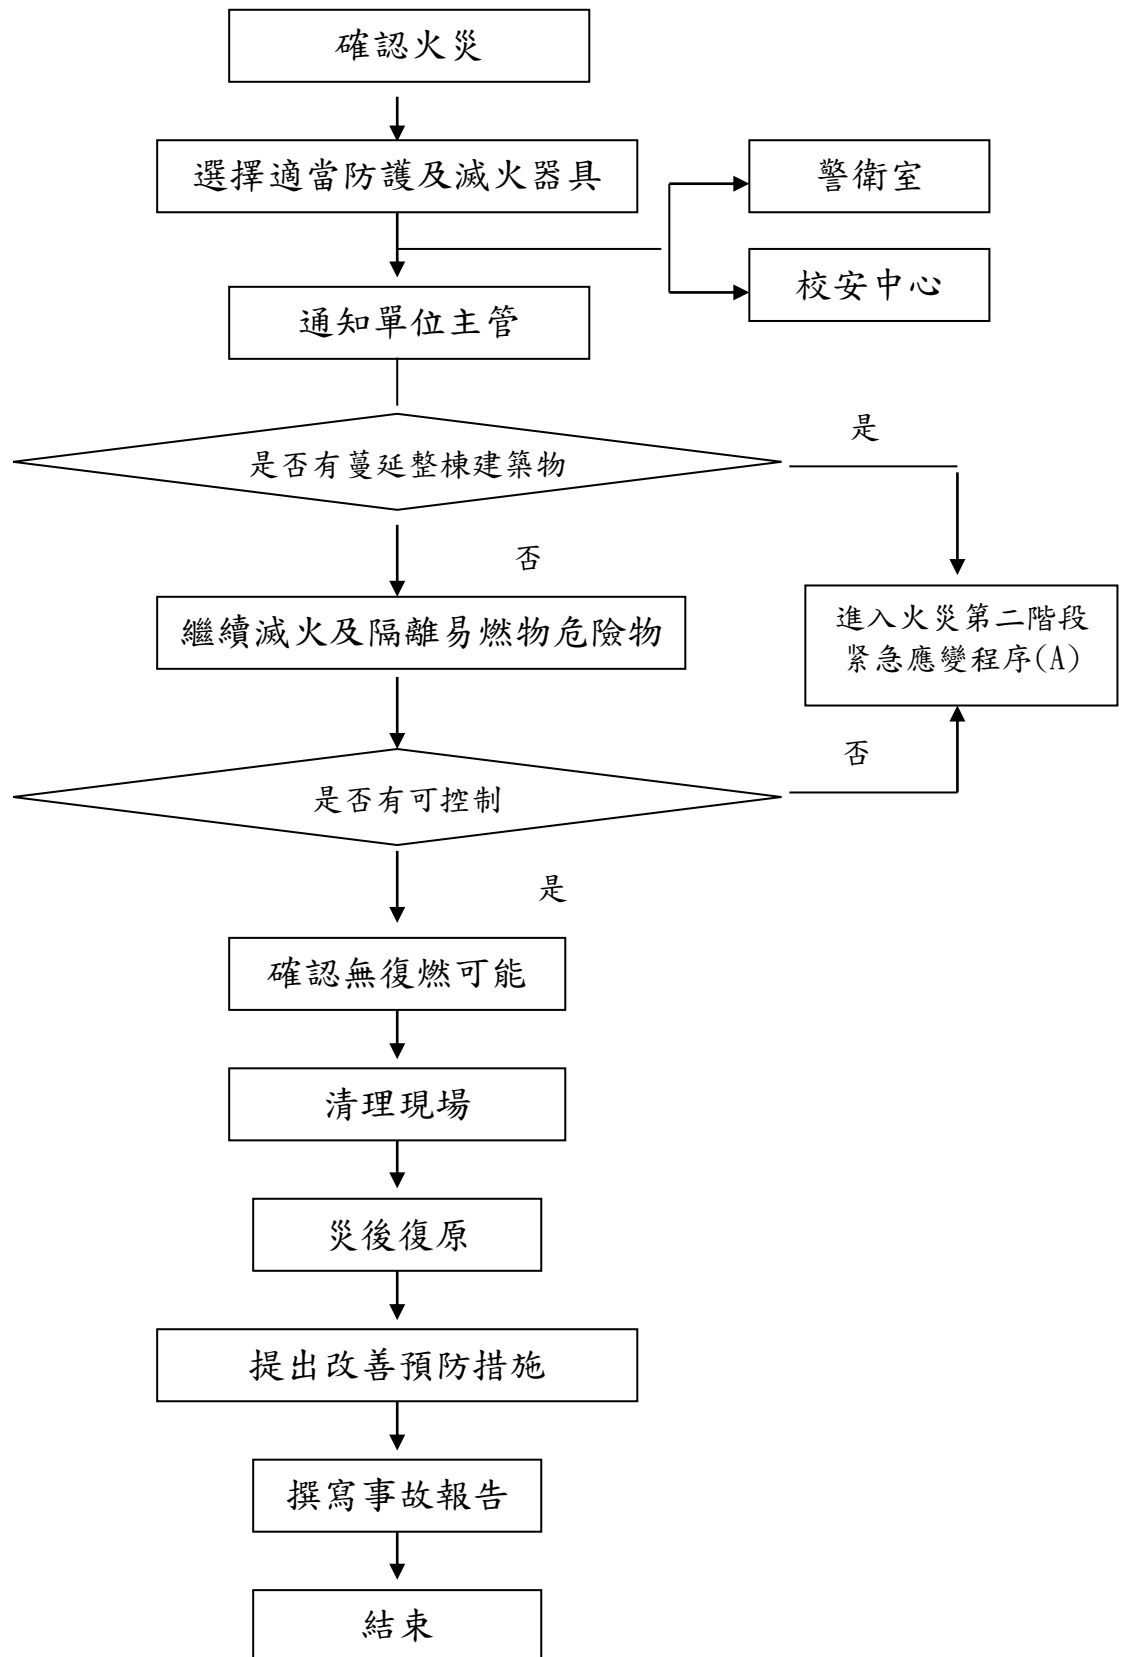 確認火災
選擇適當防護及滅火器具
警衛室
校安中心
通知單位主管
是
是否有蔓延整棟建築物
否
繼續滅火及隔離易燃物危險物
進入火災第二階段
緊急應變程序(A)
否
是否有可控制
是
確認無復燃可能
清理現場
災後復原
提出改善預防措施
撰寫事故報告
結束